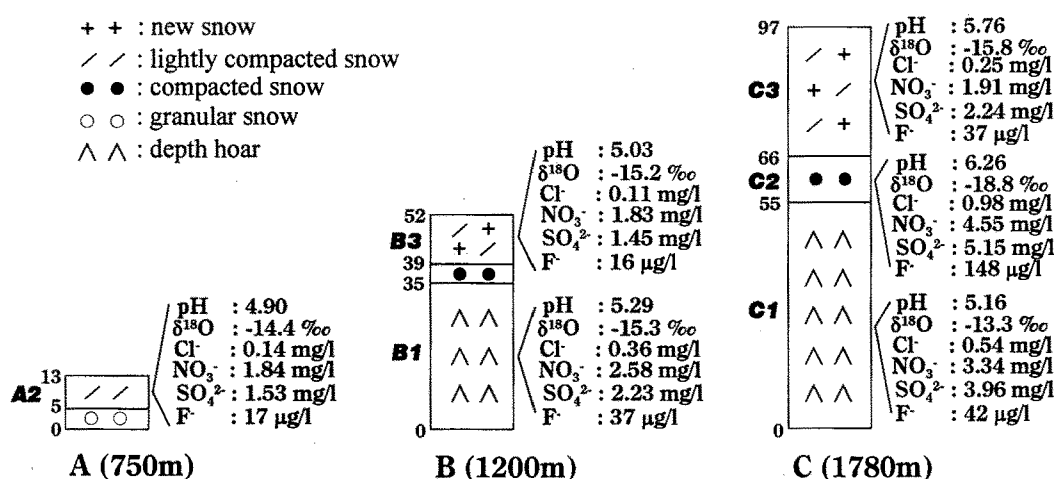 + + : new snow
/ / : lightly compacted snow
● ● : compacted snow
○ ○ : granular snow
∧ ∧ : depth hoar
13
A2
5
0
pH : 4.90
δ¹⁸O : -14.4 ‰
Cl⁻ : 0.14 mg/l
NO₃⁻ : 1.84 mg/l
SO₄²⁻ : 1.53 mg/l
F⁻ : 17 μg/l
A (750m)
52
B3
39
35
B1
0
pH : 5.03
δ¹⁸O : -15.2 ‰
Cl⁻ : 0.11 mg/l
NO₃⁻ : 1.83 mg/l
SO₄²⁻ : 1.45 mg/l
F⁻ : 16 μg/l
pH : 5.29
δ¹⁸O : -15.3 ‰
Cl⁻ : 0.36 mg/l
NO₃⁻ : 2.58 mg/l
SO₄²⁻ : 2.23 mg/l
F⁻ : 37 μg/l
B (1200m)
97
C3
66
C2
55
C1
0
pH : 5.76
δ¹⁸O : -15.8 ‰
Cl⁻ : 0.25 mg/l
NO₃⁻ : 1.91 mg/l
SO₄²⁻ : 2.24 mg/l
F⁻ : 37 μg/l
pH : 6.26
δ¹⁸O : -18.8 ‰
Cl⁻ : 0.98 mg/l
NO₃⁻ : 4.55 mg/l
SO₄²⁻ : 5.15 mg/l
F⁻ : 148 μg/l
pH : 5.16
δ¹⁸O : -13.3 ‰
Cl⁻ : 0.54 mg/l
NO₃⁻ : 3.34 mg/l
SO₄²⁻ : 3.96 mg/l
F⁻ : 42 μg/l
C (1780m)